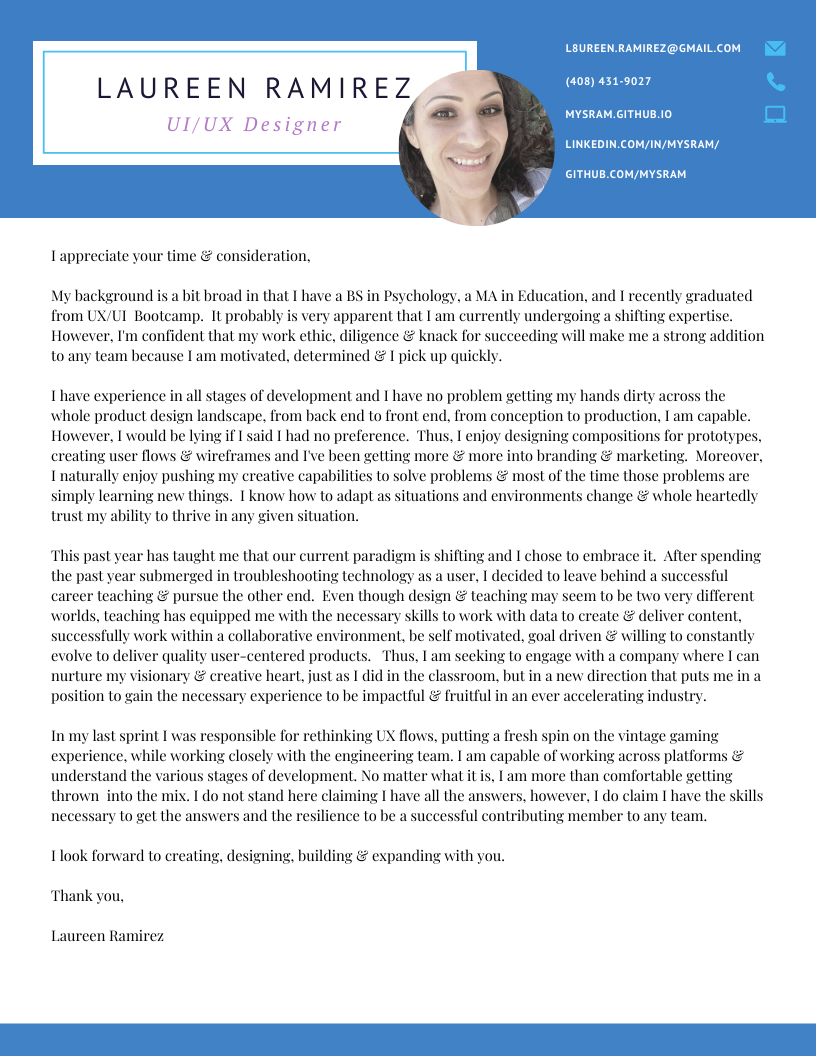 LAUREEN RAMIREZ
UI/UX Designer
L8UREEN.RAMIREZ@GMAIL.COM
(408) 431-9027
MYSRAM.GITHUB.IO
LINKEDIN.COM/IN/MYSRAM/
GITHUB.COM/MYSRAM
I appreciate your time & consideration,
My background is a bit broad in that I have a BS in Psychology, a MA in Education, and I recently graduated
from UX/UI  Bootcamp.  It probably is very apparent that I am currently undergoing a shifting expertise.
However, I'm confident that my work ethic, diligence & knack for succeeding will make me a strong addition
to any team because I am motivated, determined & I pick up quickly.
I have experience in all stages of development and I have no problem getting my hands dirty across the
whole product design landscape, from back end to front end, from conception to production, I am capable.
However, I would be lying if I said I had no preference.  Thus, I enjoy designing compositions for prototypes,
creating user flows & wireframes and I've been getting more & more into branding & marketing.  Moreover,
I naturally enjoy pushing my creative capabilities to solve problems & most of the time those problems are
simply learning new things.  I know how to adapt as situations and environments change & whole heartedly
trust my ability to thrive in any given situation.
This past year has taught me that our current paradigm is shifting and I chose to embrace it.  After spending
the past year submerged in troubleshooting technology as a user, I decided to leave behind a successful
career teaching & pursue the other end.  Even though design & teaching may seem to be two very different
worlds, teaching has equipped me with the necessary skills to work with data to create & deliver content,
successfully work within a collaborative environment, be self motivated, goal driven & willing to constantly
evolve to deliver quality user-centered products.   Thus, I am seeking to engage with a company where I can
nurture my visionary & creative heart, just as I did in the classroom, but in a new direction that puts me in a
position to gain the necessary experience to be impactful & fruitful in an ever accelerating industry.
In my last sprint I was responsible for rethinking UX flows, putting a fresh spin on the vintage gaming
experience, while working closely with the engineering team. I am capable of working across platforms &
understand the various stages of development. No matter what it is, I am more than comfortable getting
thrown  into the mix. I do not stand here claiming I have all the answers, however, I do claim I have the skills
necessary to get the answers and the resilience to be a successful contributing member to any team.
I look forward to creating, designing, building & expanding with you.
Thank you,
Laureen Ramirez